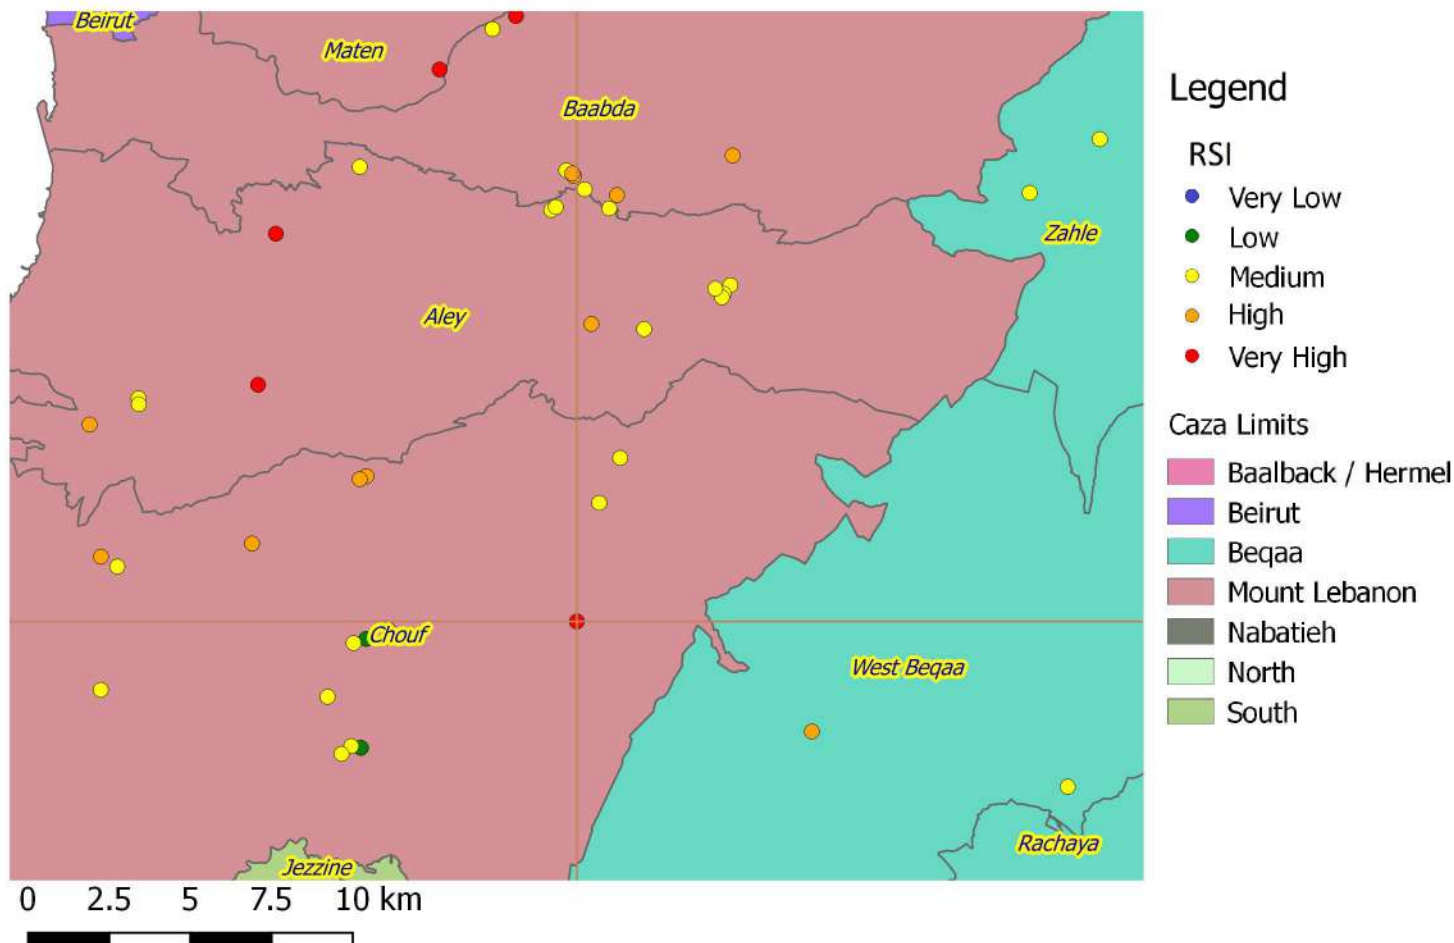 Beirut
Maten
Baabda
Zahle
Aley
Chouf
West Beqaa
Rachaya
Jezzine
0 2.5 5 7.5 10 km
Legend
RSI
Very Low
Low
Medium
High
Very High
Caza Limits
Baalback / Hermel
Beirut
Beqaa
Mount Lebanon
Nabatieh
North
South